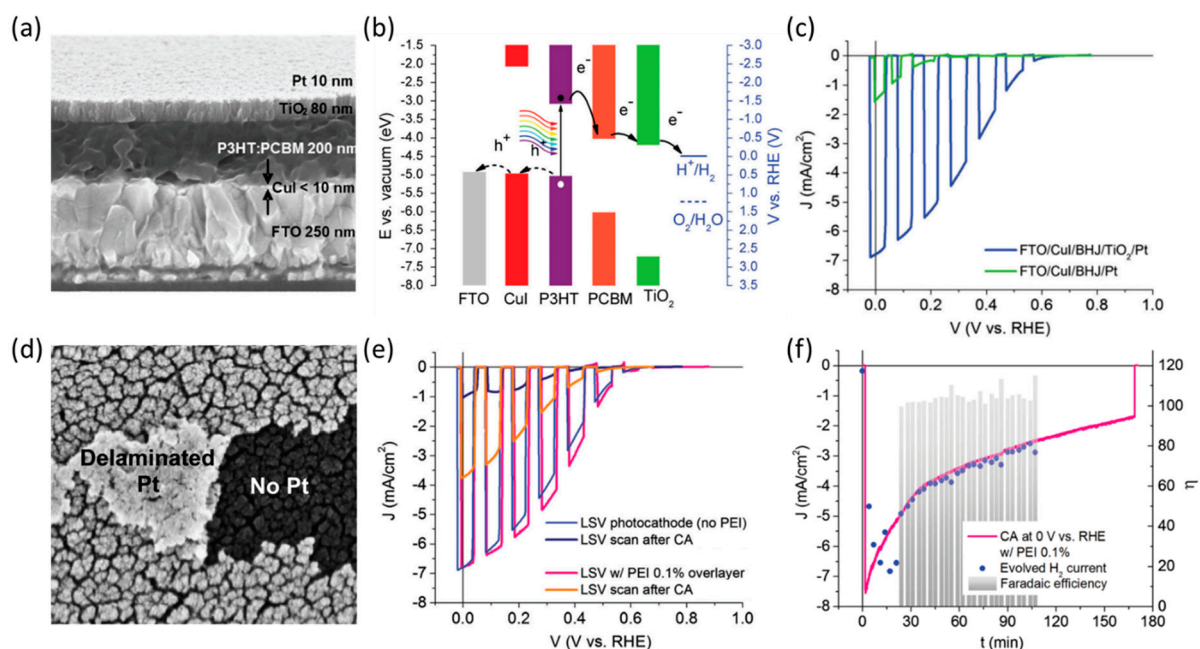 (a)
Pt 10 nm
TiO₂ 80 nm
P3HT:PCBM 200 nm
CuI < 10 nm
FTO 250 nm
(b)
E vs. vacuum (eV)
-1.5
-2.0
-2.5
-3.0
-3.5
-4.0
-4.5
-5.0
-5.5
-6.0
-6.5
-7.0
-7.5
-8.0
e⁻
e⁻
e⁻
h⁺
h⁺
H⁺/H₂
O₂/H₂O
FTO
CuI
P3HT
PCBM
TiO₂
-3.0
-2.5
-2.0
-1.5
-1.0
-0.5
0.0
0.5
1.0
1.5
2.0
2.5
3.0
3.5
V vs. RHE (V)
(c)
J (mA/cm²)
0
-1
-2
-3
-4
-5
-6
-7
-8
FTO/CuI/BHJ/TiO₂/Pt
FTO/CuI/BHJ/Pt
0.0 0.2 0.4 0.6 0.8 1.0
V (V vs. RHE)
(d)
Delaminated
Pt
No Pt
(e)
J (mA/cm²)
0
-1
-2
-3
-4
-5
-6
-7
-8
LSV photocathode (no PEI)
LSV scan after CA
LSV w/ PEI 0.1% overlayer
LSV scan after CA
0.0 0.2 0.4 0.6 0.8 1.0
V (V vs. RHE)
(f)
J (mA/cm²)
0
-1
-2
-3
-4
-5
-6
-7
-8
CA at 0 V vs. RHE
w/ PEI 0.1%
Evolved H₂ current
Faradaic efficiency
120
100
80
60
40
20
0
η
0 30 60 90 120 150 180
t (min)